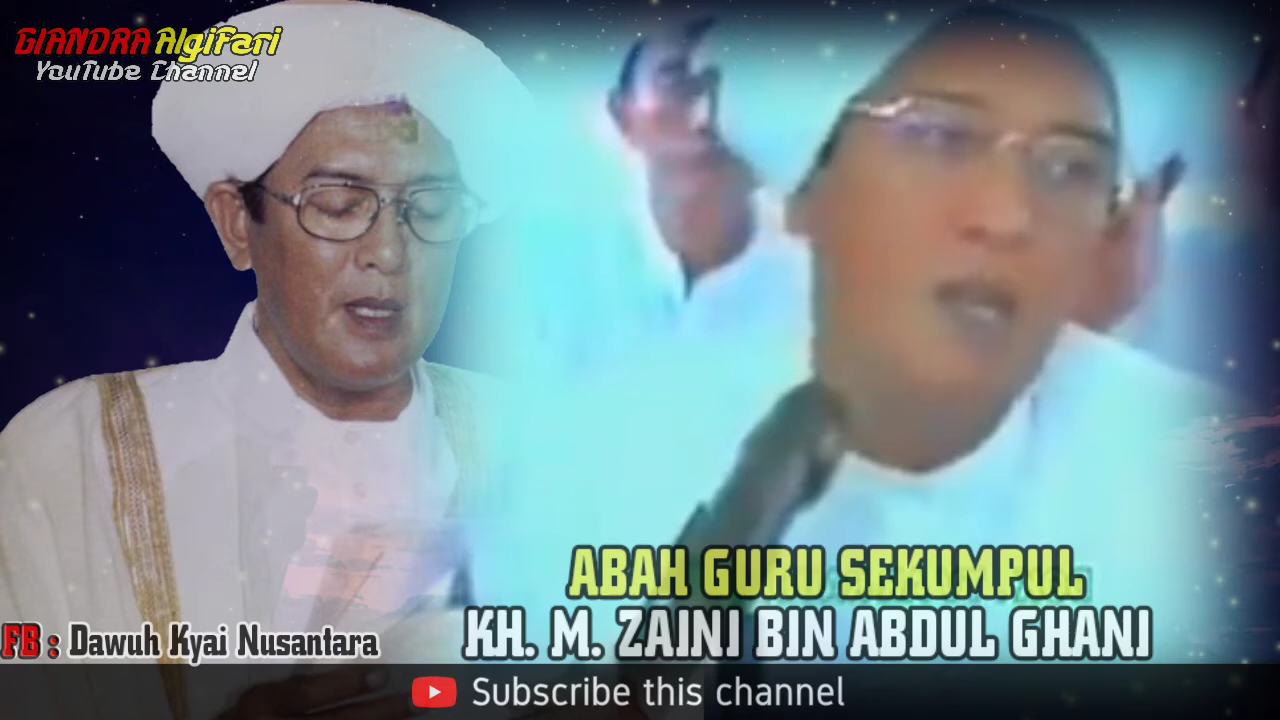 GIANDRA AlgiFari
YouTube Channel
ABAH GURU SEKUMPUL
KH. M. ZAINI BIN ABDUL GHANI
FB : Dawuh Kyai Nusantara
Subscribe this channel